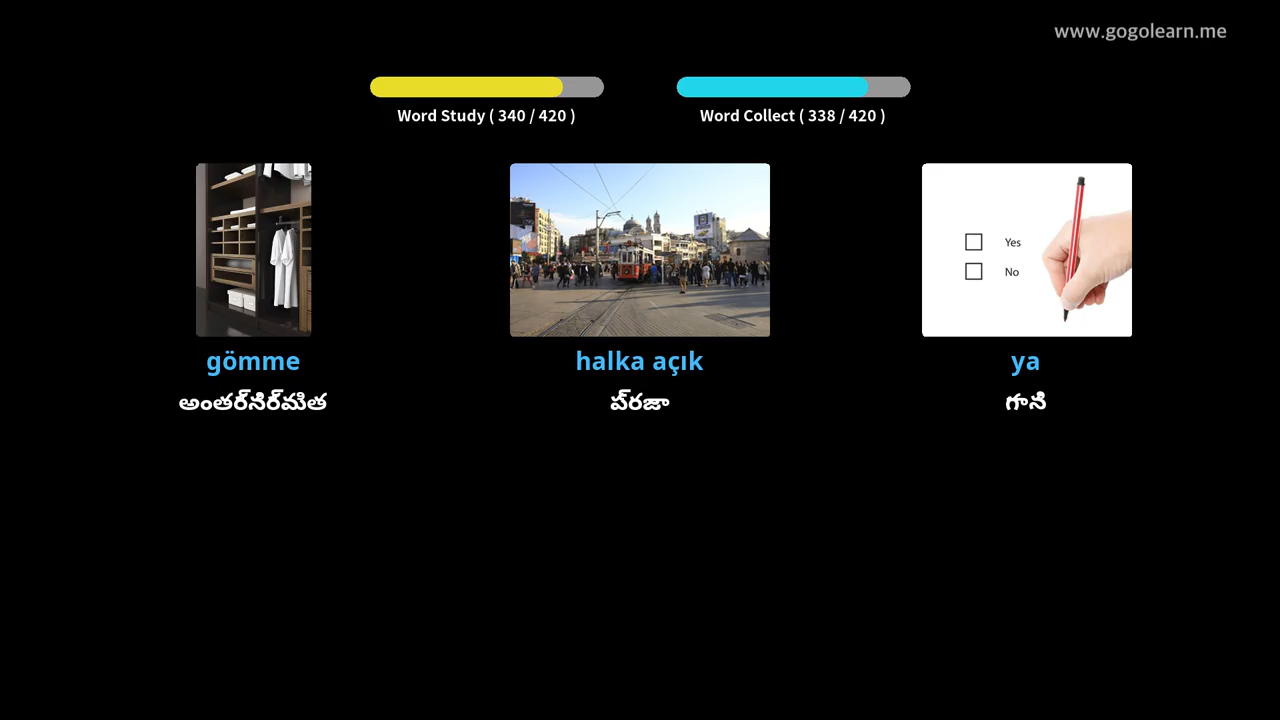 www.gogolearn.me
Word Study ( 340 / 420 )
Word Collect ( 338 / 420 )
Yes
No
gömme
halka açık
ya
అంతర్నిర్మిత
ప్రజా
గాని